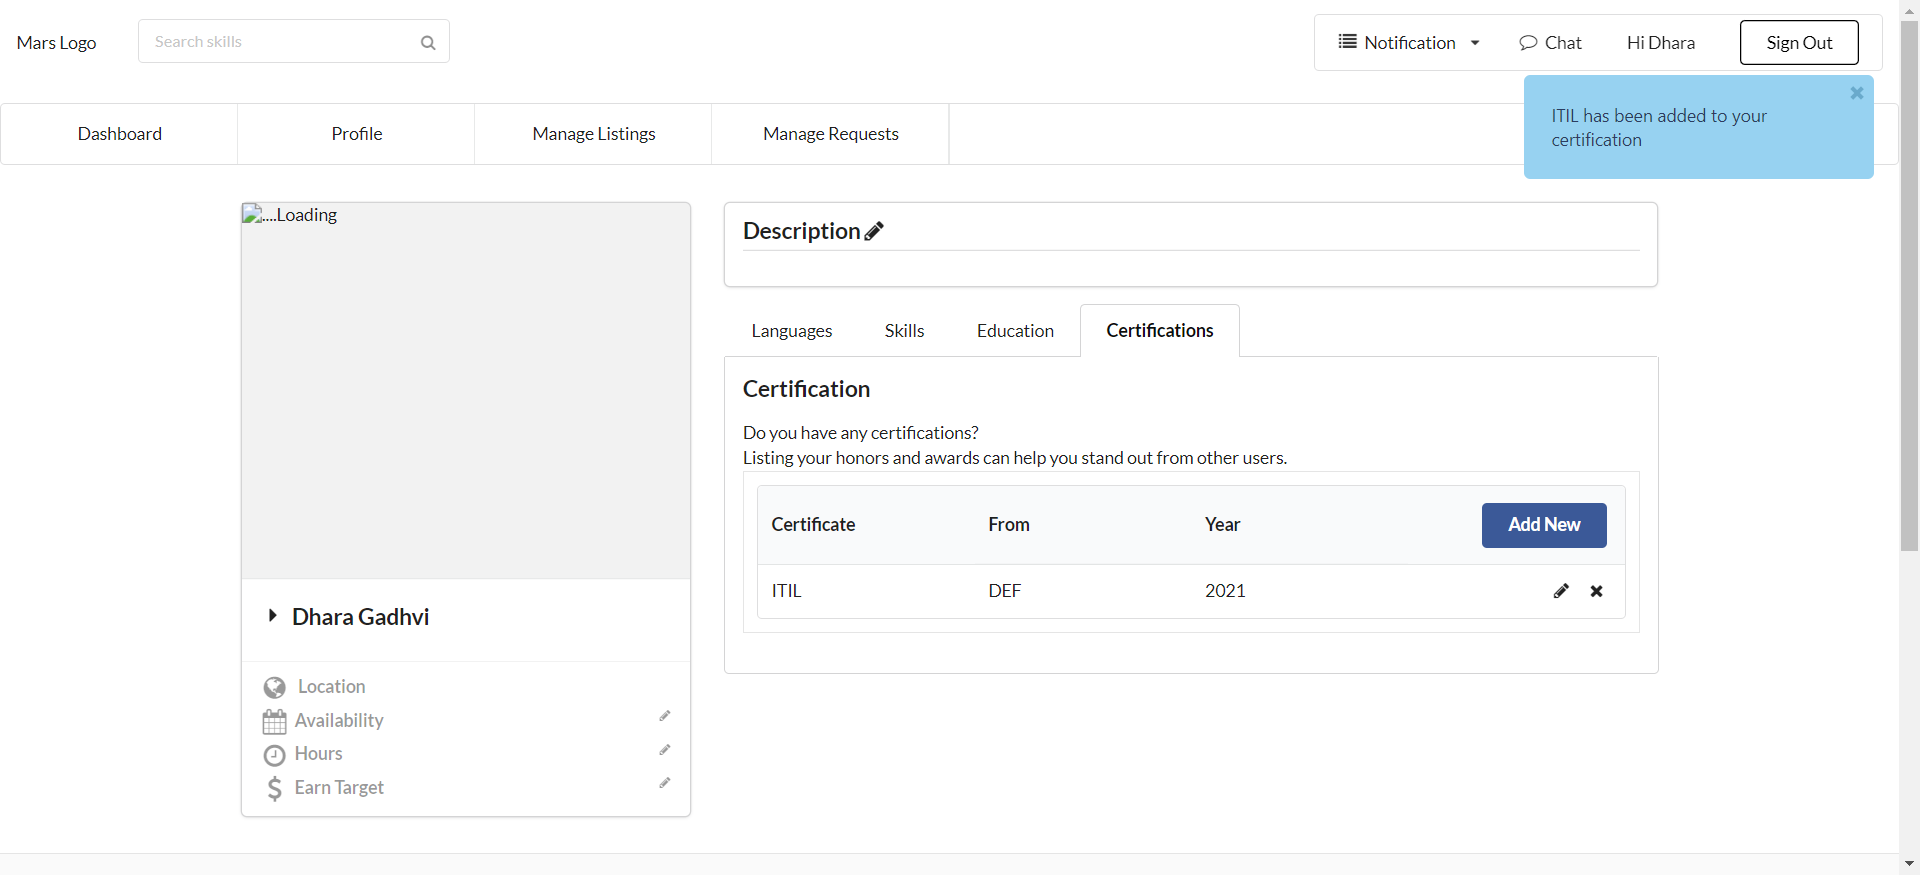 Mars Logo
Search skills
Notification
Chat
Hi Dhara
Sign Out
Dashboard
Profile
Manage Listings
Manage Requests
ITIL has been added to your
certification
....Loading
Description
Languages
Skills
Education
Certifications
Certification
Do you have any certifications?
Listing your honors and awards can help you stand out from other users.
Certificate
From
Year
Add New
ITIL
DEF
2021
Dhara Gadhvi
Location
Availability
Hours
Earn Target